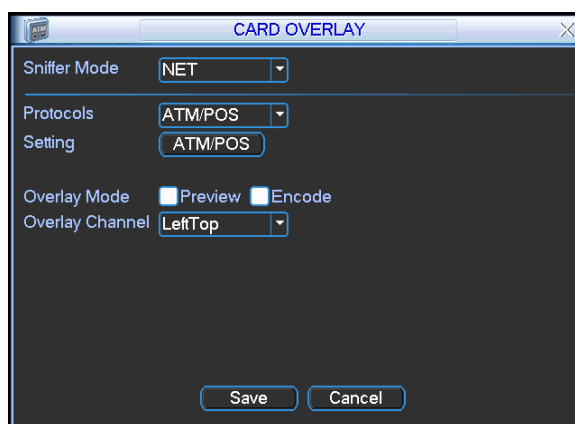 ATM
CARD OVERLAY
Sniffer Mode NET
Protocols ATM/POS
Setting ATM/POS
Overlay Mode Preview Encode
Overlay Channel LeftTop
Save Cancel